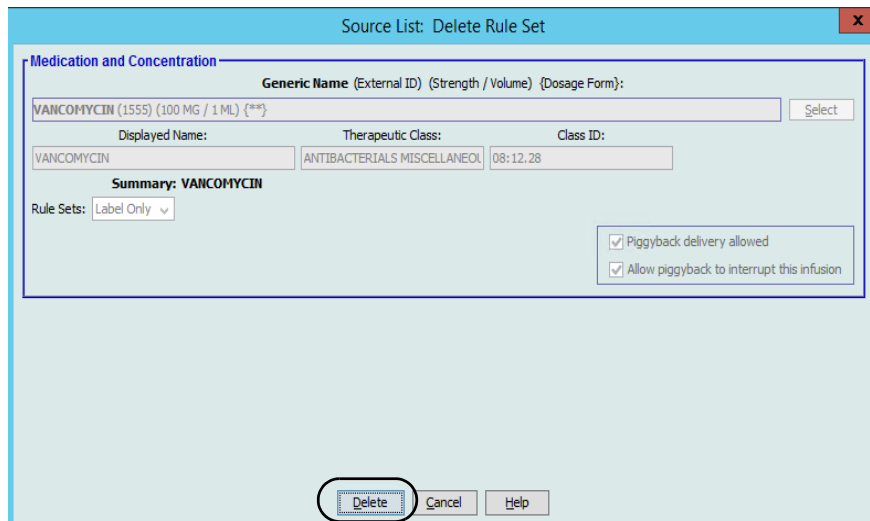 Source List: Delete Rule Set
x
Medication and Concentration
Generic Name (External ID) (Strength / Volume) {Dosage Form}:
VANCOMYCIN (1555) (100 MG / 1 ML) {**}
Select
Displayed Name: Therapeutic Class: Class ID:
VANCOMYCIN ANTIBACTERIALS MISCELLANEOU 08:12.28
Summary: VANCOMYCIN
Rule Sets: Label Only
Piggyback delivery allowed
Allow piggyback to interrupt this infusion
Delete Cancel Help